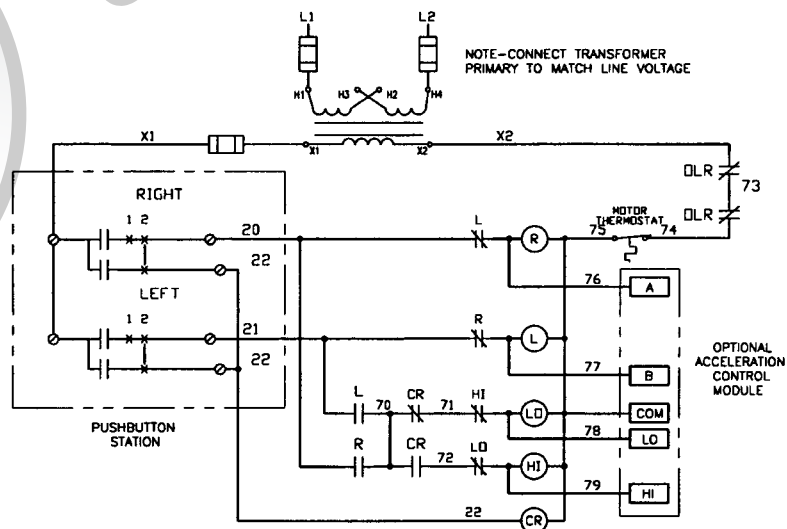 L1 L2
NOTE-CONNECT TRANSFORMER
PRIMARY TO MATCH LINE VOLTAGE
H1 H3 H2 H4
X1 X1 X2 X2
OLR
73
RIGHT
OLR
MOTOR
THERMOSTAT
1 2 20 L R 75 74
22
76 A
LEFT
1 2 21 R L
22
OPTIONAL
ACCELERATION
CONTROL
MODULE
77 B
L 70 CR 71 HI LO COM
PUSHBUTTON
STATION
78 LO
R CR 72 LO HI
79 HI
22 CR